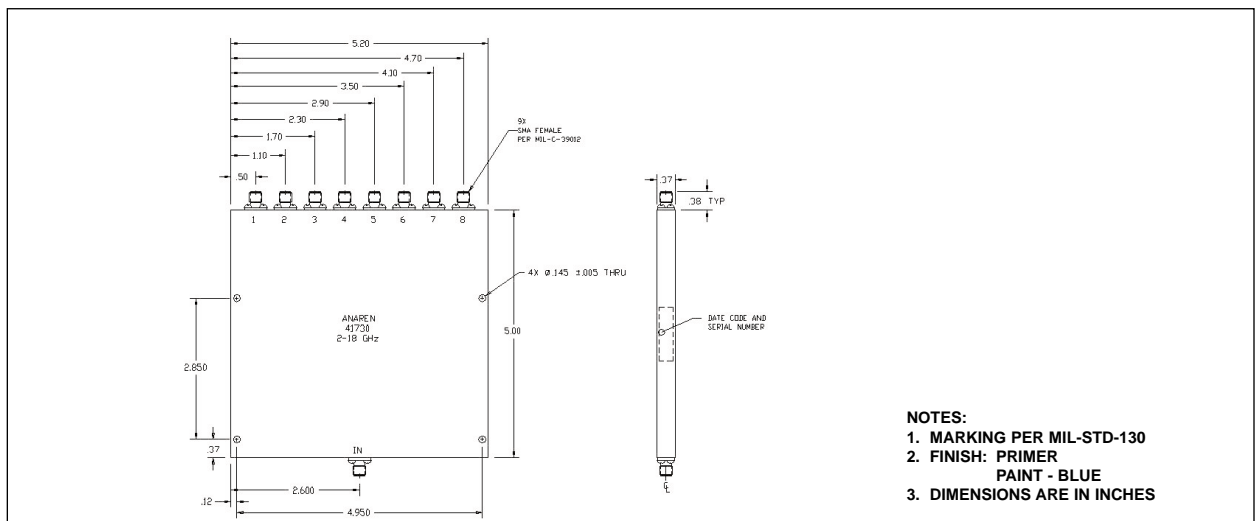 5.20
4.70
4.10
3.50
2.90
2.30
1.70
1.10
.50
9X
SMA FEMALE
PER MIL-C-39012
1 2 3 4 5 6 7 8
.37
.38 TYP
4X Ø.145 ±.005 THRU
ANAREN
41730
2-18 GHz
5.00
DATE CODE AND
SERIAL NUMBER
2.850
.37
IN
2.600
.12
4.950
℄
NOTES:
1. MARKING PER MIL-STD-130
2. FINISH: PRIMER
PAINT - BLUE
3. DIMENSIONS ARE IN INCHES